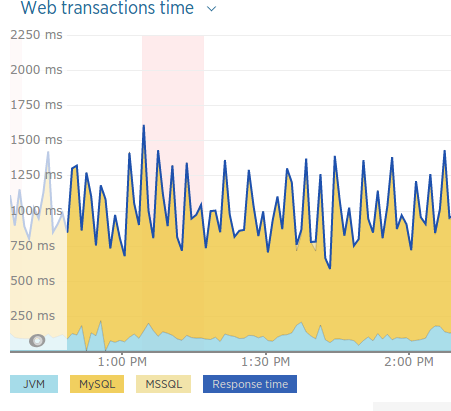 Web transactions time
2250 ms
2000 ms
1750 ms
1500 ms
1250 ms
1000 ms
750 ms
500 ms
250 ms
1:00 PM 1:30 PM 2:00 PM
JVM MySQL MSSQL Response time